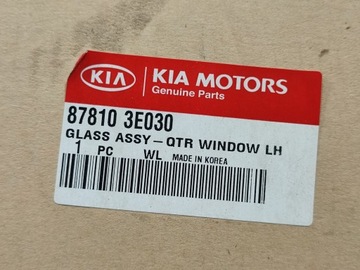 KIA KIA MOTORS
Genuine Parts
87810 3E030
GLASS ASSY-QTR WINDOW LH
1 PC WL MADE IN KOREA